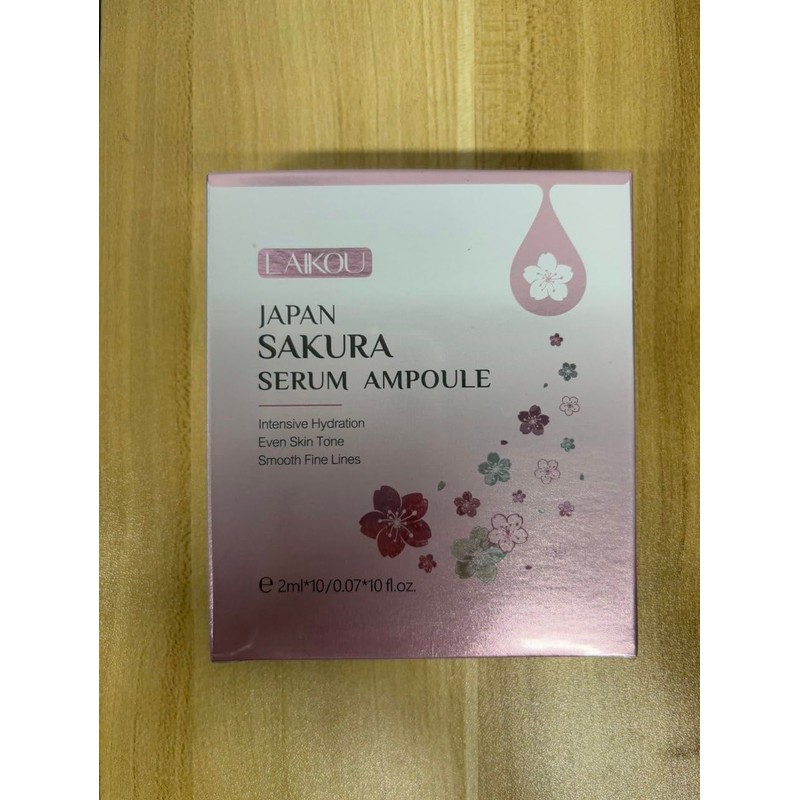 LAIKOU
JAPAN
SAKURA
SERUM AMPOULE
Intensive Hydration
Even Skin Tone
Smooth Fine Lines
℮ 2ml*10/0.07*10 fl.oz.